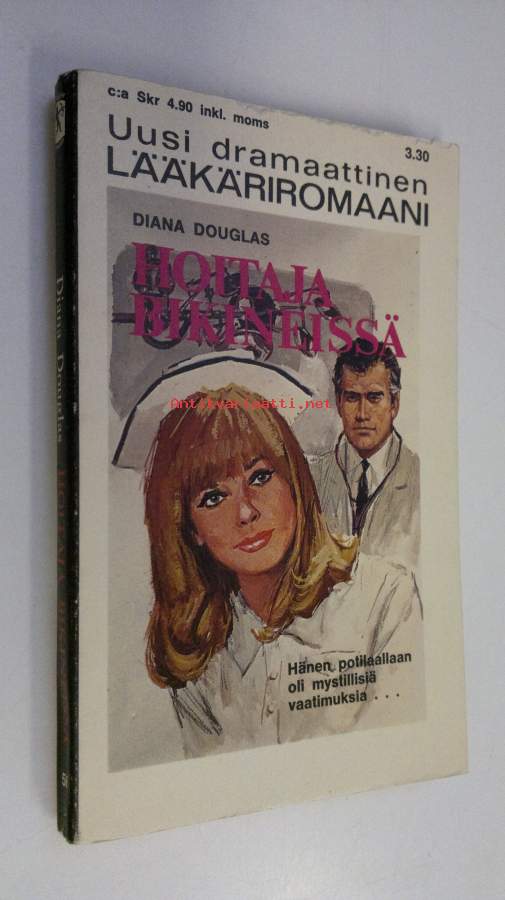 c:a Skr 4.90 inkl. moms
3.30
Uusi dramaattinen
LÄÄKÄRIROMAANI
DIANA DOUGLAS
HOITAJA
BIKINEISSÄ
Antikvariaatti.net
Hänen potilaallaan
oli mystillisiä
vaatimuksia . . .
Diana Douglas
HOITAJA